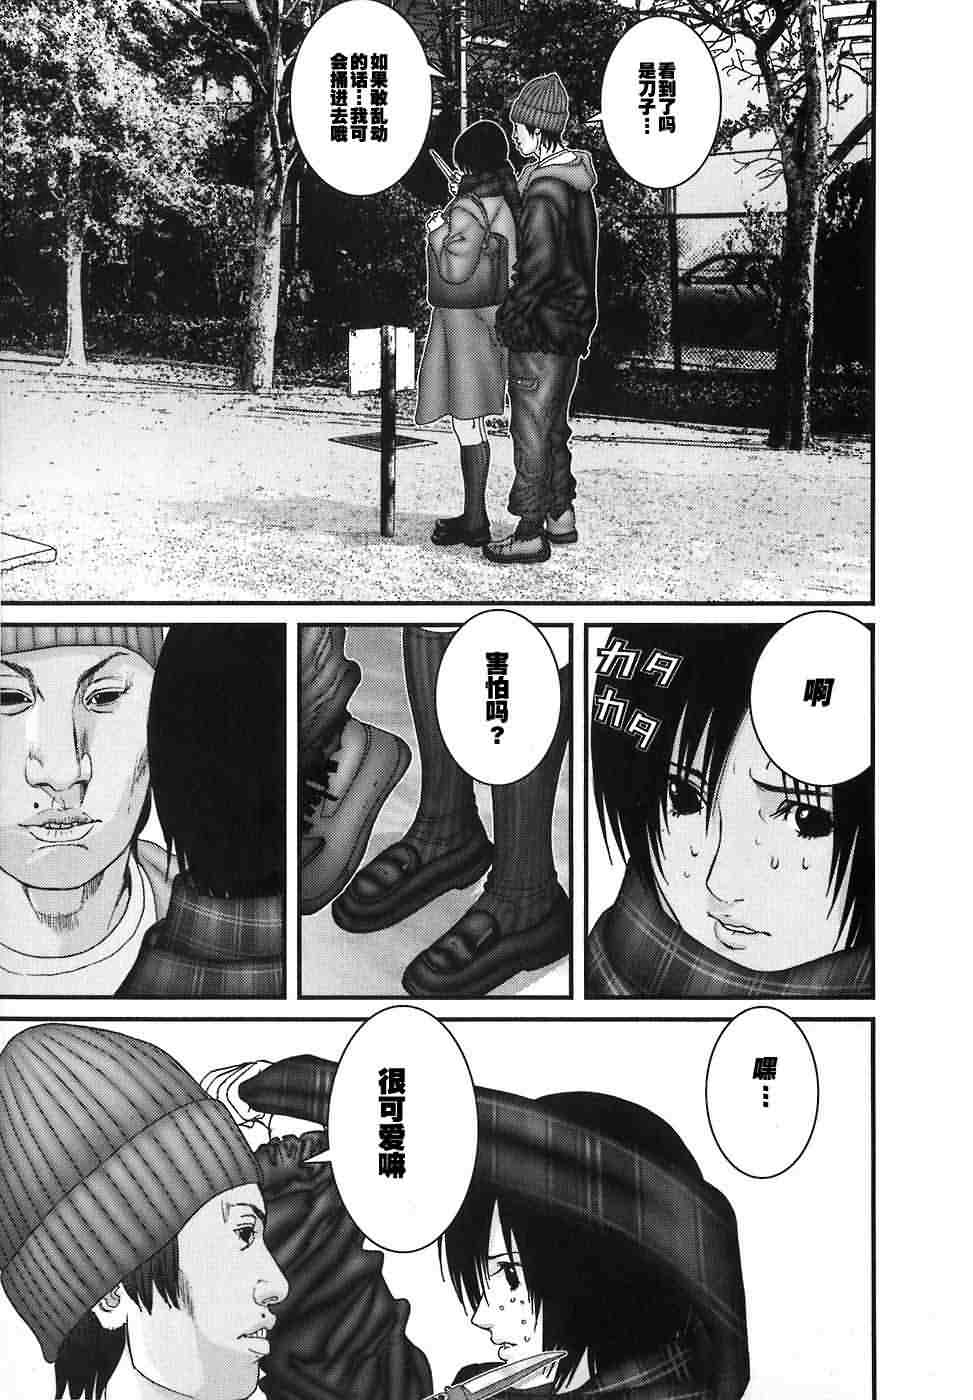 看到了吗
是刀子…
如果敢乱动
的话…我可
会捅进去哦
啊
カタ
カタ
害怕吗？
嘿…
很可爱嘛